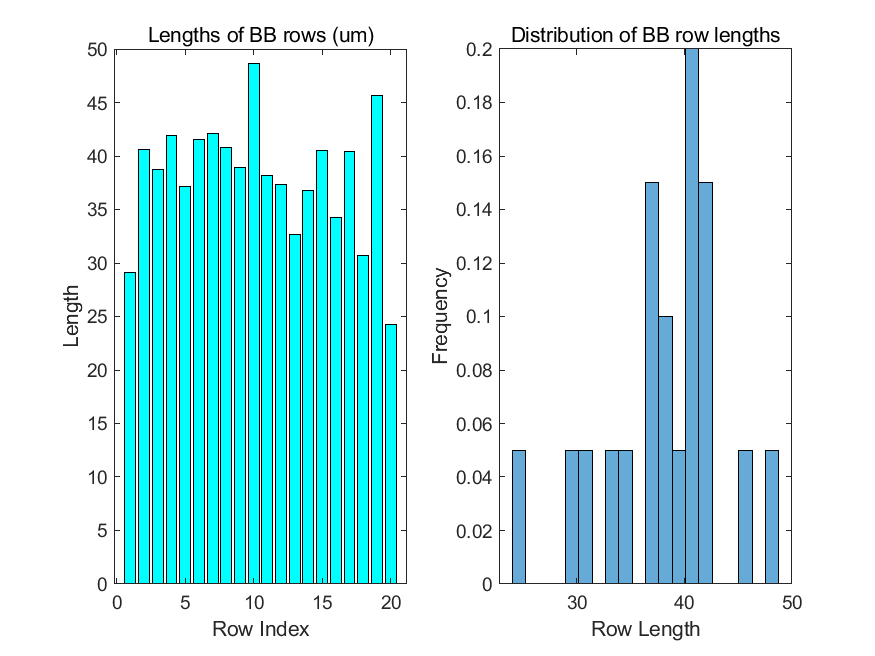 Lengths of BB rows (um)
50
45
40
35
30
25
20
15
10
5
0
Length
0 5 10 15 20
Row Index
Distribution of BB row lengths
0.2
0.18
0.16
0.14
0.12
0.1
0.08
0.06
0.04
0.02
0
Frequency
30 40 50
Row Length